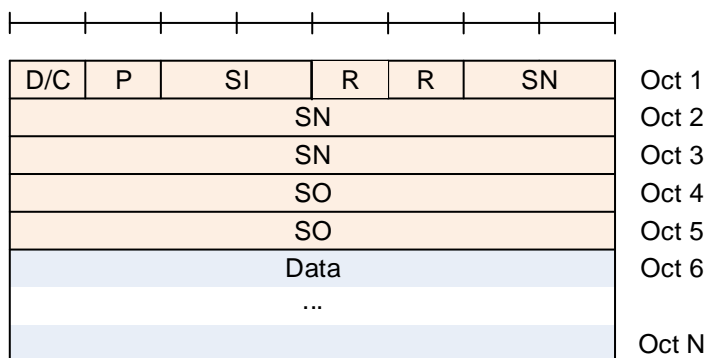 D/C P SI R R SN Oct 1
SN Oct 2
SN Oct 3
SO Oct 4
SO Oct 5
Data Oct 6
...
Oct N